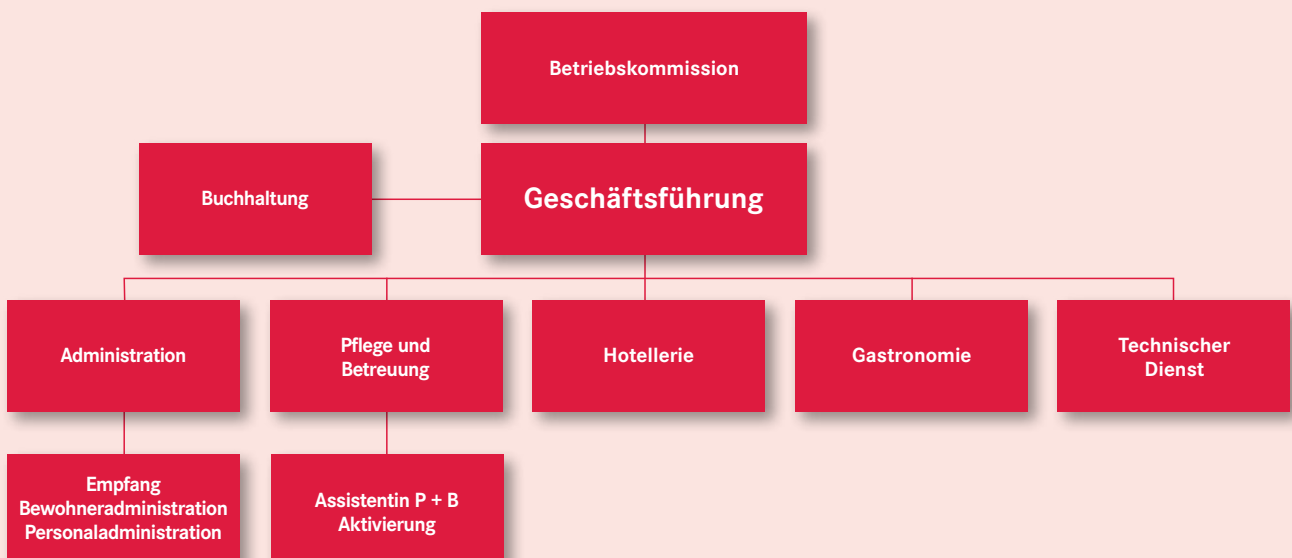 Betriebskommission
Buchhaltung
Geschäftsführung
Administration
Pflege und
Betreuung
Hotellerie
Gastronomie
Technischer
Dienst
Empfang
Bewohneradministration
Personaladministration
Assistentin P + B
Aktivierung